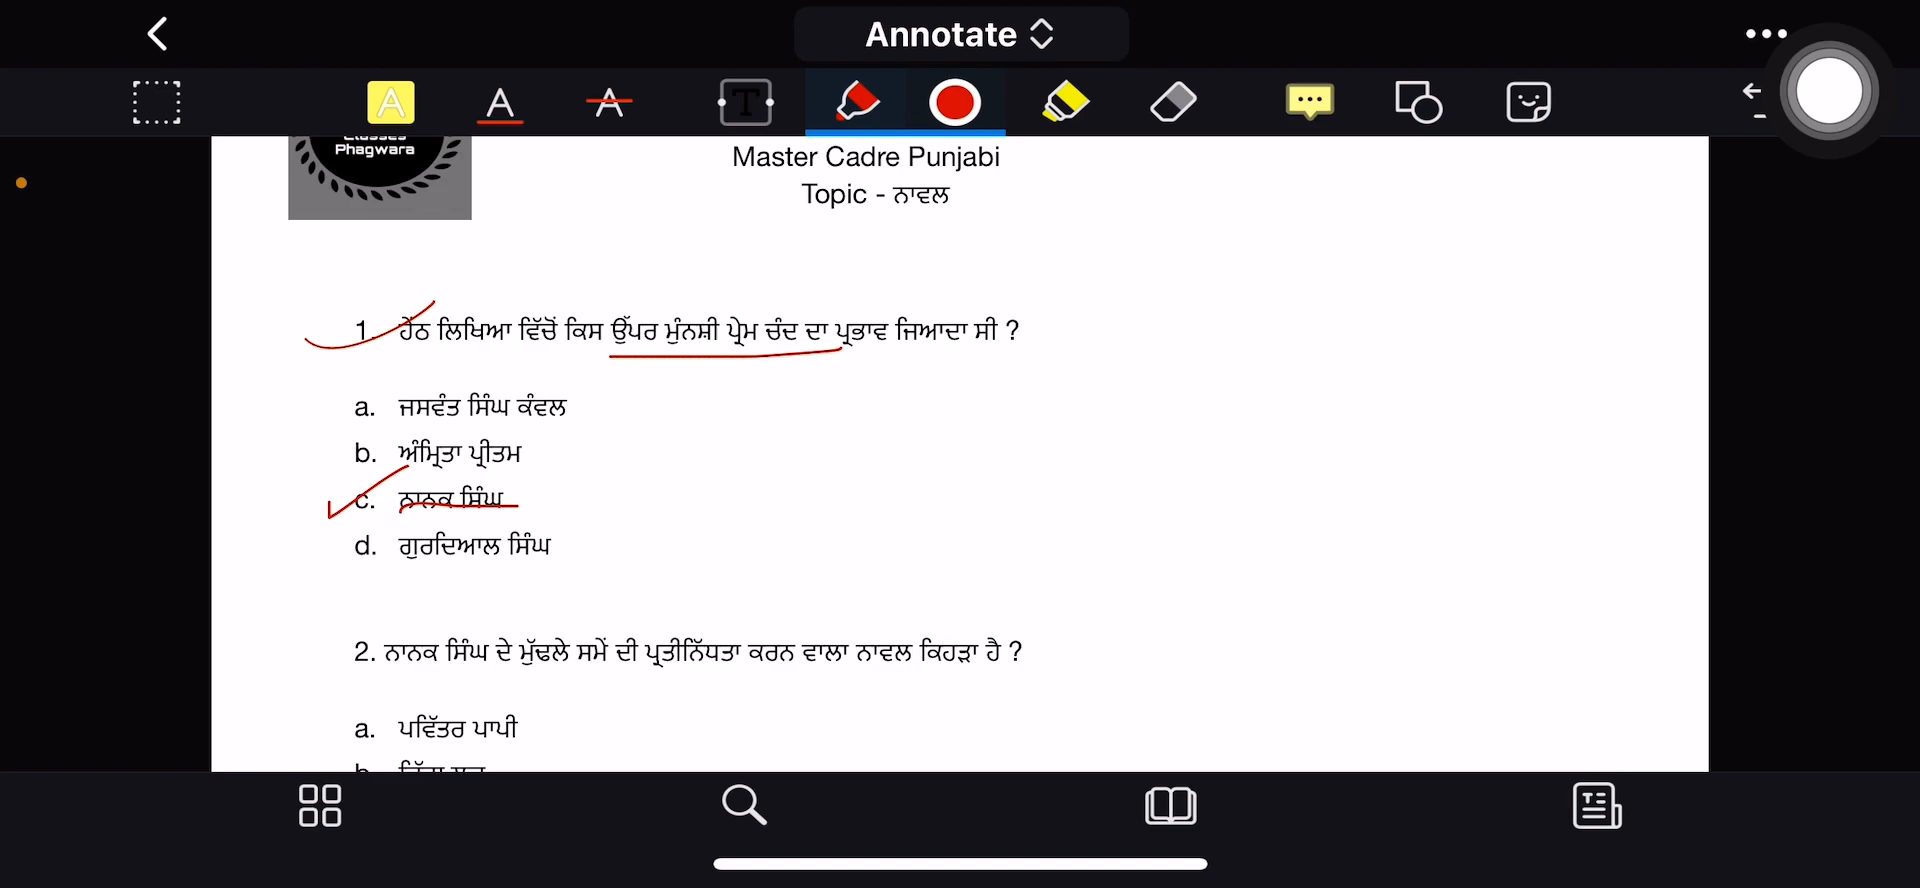 Annotate
Classes
Phagwara
Master Cadre Punjabi
Topic - ਨਾਵਲ
1. ਹੇਠ ਲਿਖਿਆ ਵਿੱਚੋਂ ਕਿਸ ਉੱਪਰ ਮੁੰਨਸ਼ੀ ਪ੍ਰੇਮ ਚੰਦ ਦਾ ਪ੍ਰਭਾਵ ਜਿਆਦਾ ਸੀ ?
a. ਜਸਵੰਤ ਸਿੰਘ ਕੰਵਲ
b. ਅੰਮ੍ਰਿਤਾ ਪ੍ਰੀਤਮ
c. ਨਾਨਕ ਸਿੰਘ
d. ਗੁਰਦਿਆਲ ਸਿੰਘ
2. ਨਾਨਕ ਸਿੰਘ ਦੇ ਮੁੱਢਲੇ ਸਮੇਂ ਦੀ ਪ੍ਰਤੀਨਿੱਧਤਾ ਕਰਨ ਵਾਲਾ ਨਾਵਲ ਕਿਹੜਾ ਹੈ ?
a. ਪਵਿੱਤਰ ਪਾਪੀ